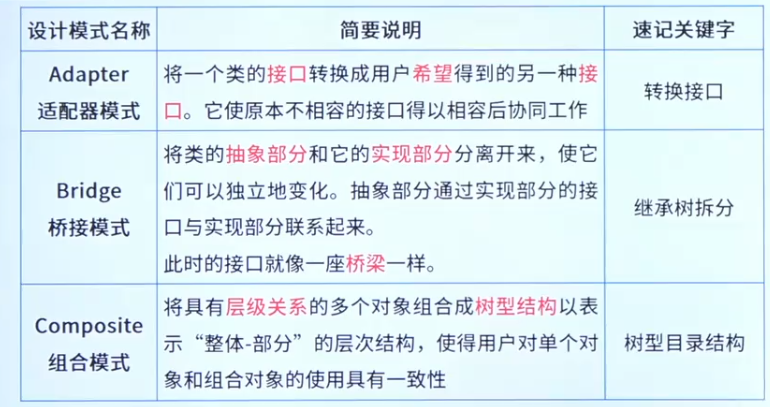 设计模式名称
简要说明
速记关键字
Adapter
适配器模式
将一个类的接口转换成用户希望得到的另一种接
口。它使原本不相容的接口得以相容后协同工作
转换接口
Bridge
桥接模式
将类的抽象部分和它的实现部分分离开来，使它
们可以独立地变化。抽象部分通过实现部分的接
口与实现部分联系起来。
此时的接口就像一座桥梁一样。
继承树拆分
Composite
组合模式
将具有层级关系的多个对象组合成树型结构以表
示“整体-部分”的层次结构，使得用户对单个对
象和组合对象的使用具有一致性
树型目录结构